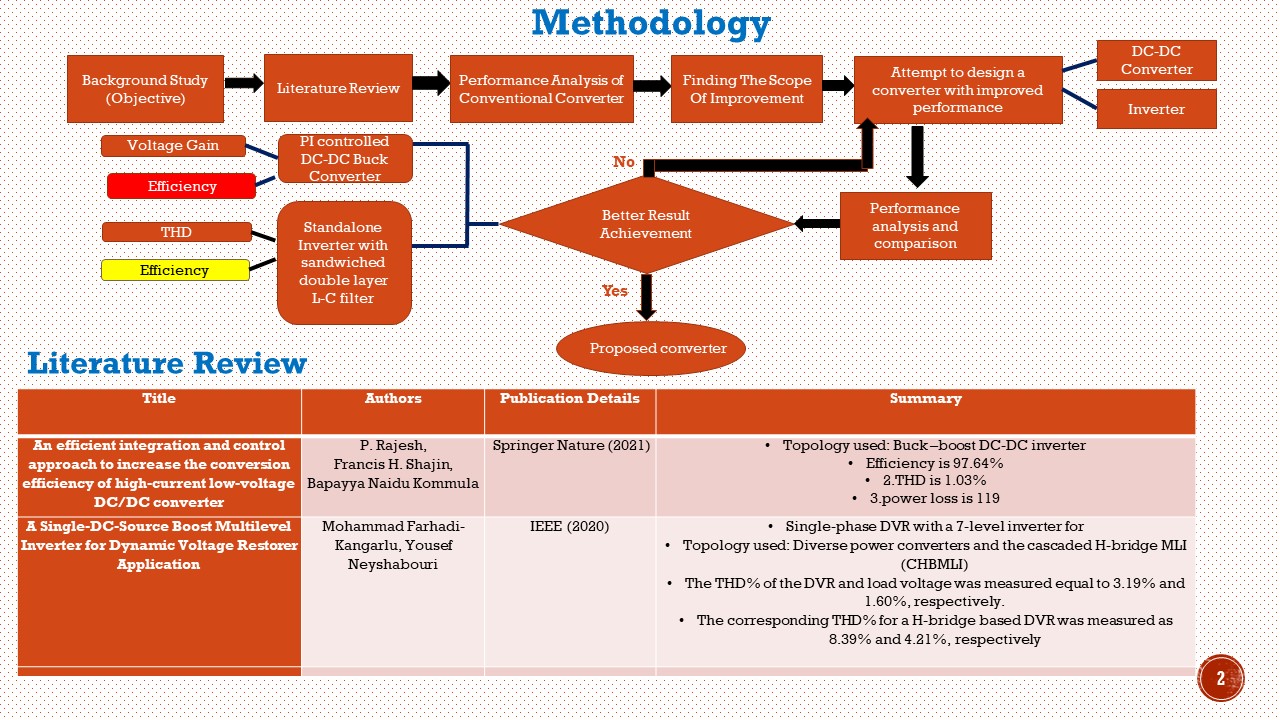 Methodology
Background Study
(Objective)
Literature Review
Performance Analysis of
Conventional Converter
Finding The Scope
Of Improvement
Attempt to design a
converter with improved
performance
DC-DC
Converter
Inverter
Voltage Gain
Efficiency
PI controlled
DC-DC Buck
Converter
THD
Efficiency
Standalone
Inverter with
sandwiched
double layer
L-C filter
No
Better Result
Achievement
Performance
analysis and
comparison
Yes
Proposed converter
Literature Review
Title
Authors
Publication Details
Summary
An efficient integration and control
approach to increase the conversion
efficiency of high-current low-voltage
DC/DC converter
P. Rajesh,
Francis H. Shajin,
Bapayya Naidu Kommula
Springer Nature (2021)
• Topology used: Buck –boost DC-DC inverter
• Efficiency is 97.64%
• 2.THD is 1.03%
• 3.power loss is 119
A Single-DC-Source Boost Multilevel
Inverter for Dynamic Voltage Restorer
Application
Mohammad Farhadi-
Kangarlu, Yousef
Neyshabouri
IEEE (2020)
• Single-phase DVR with a 7-level inverter for
• Topology used: Diverse power converters and the cascaded H-bridge MLI
(CHBMLI)
• The THD% of the DVR and load voltage was measured equal to 3.19% and
1.60%, respectively.
• The corresponding THD% for a H-bridge based DVR was measured as
8.39% and 4.21%, respectively
2